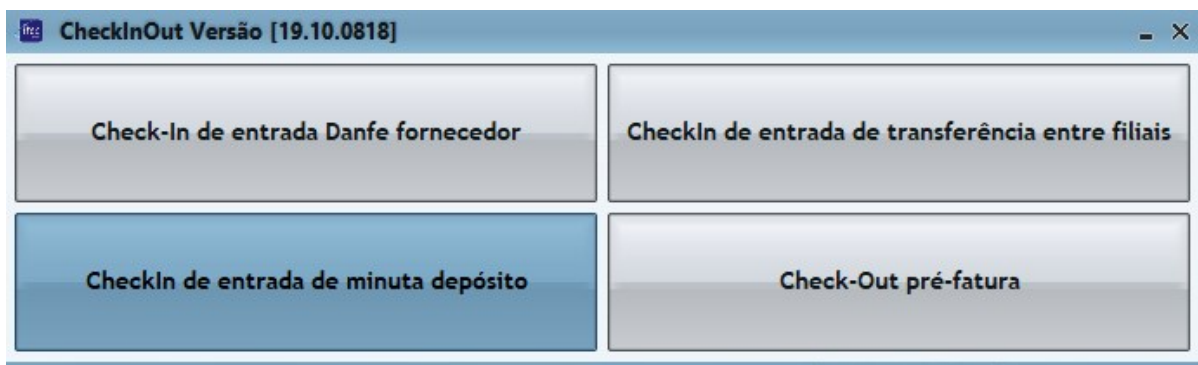 CheckInOut Versão [19.10.0818]
Check-In de entrada Danfe fornecedor
CheckIn de entrada de transferência entre filiais
CheckIn de entrada de minuta depósito
Check-Out pré-fatura